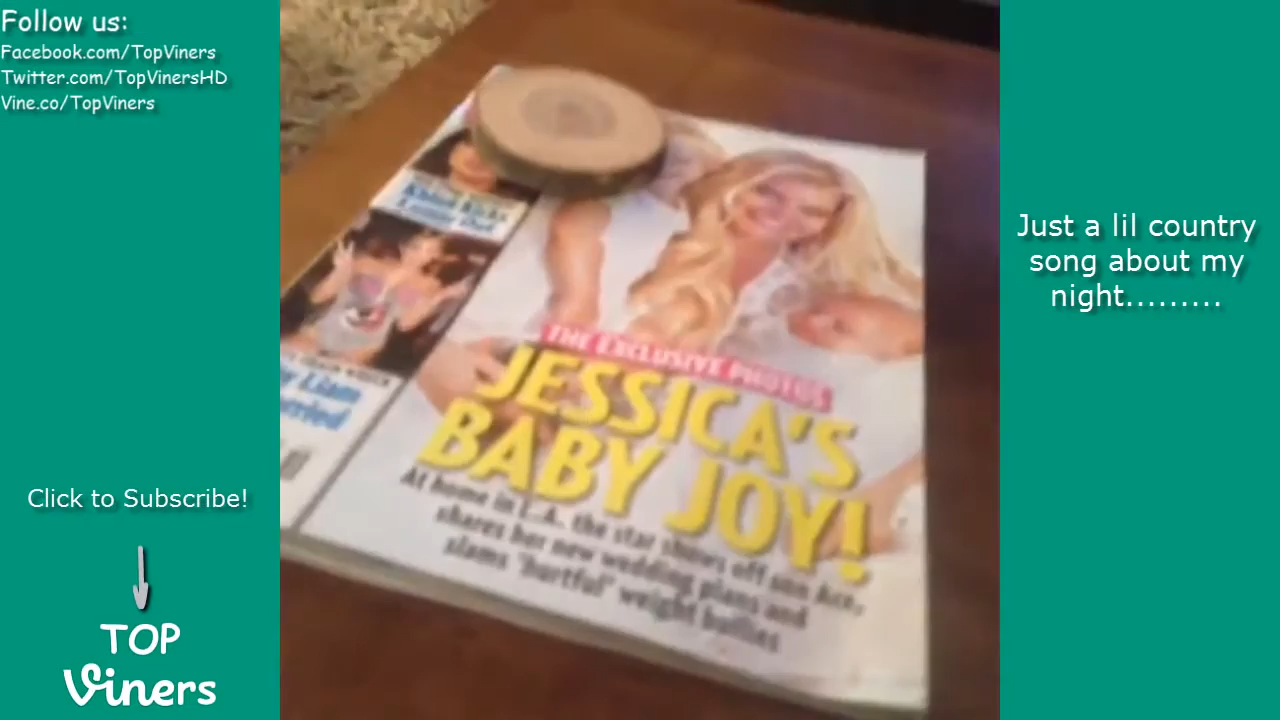 Follow us:
Facebook.com/TopViners
Twitter.com/TopVinersHD
Vine.co/TopViners
Just a lil country
song about my
night.........
THE EXCLUSIVE PHOTOS
JESSICA'S
BABY JOY!
At home in L.A. the star shows off son Ace,
shares her new wedding plans and
slams "hurtful" weight bullies
Liam
Click to Subscribe!
TOP
Viners